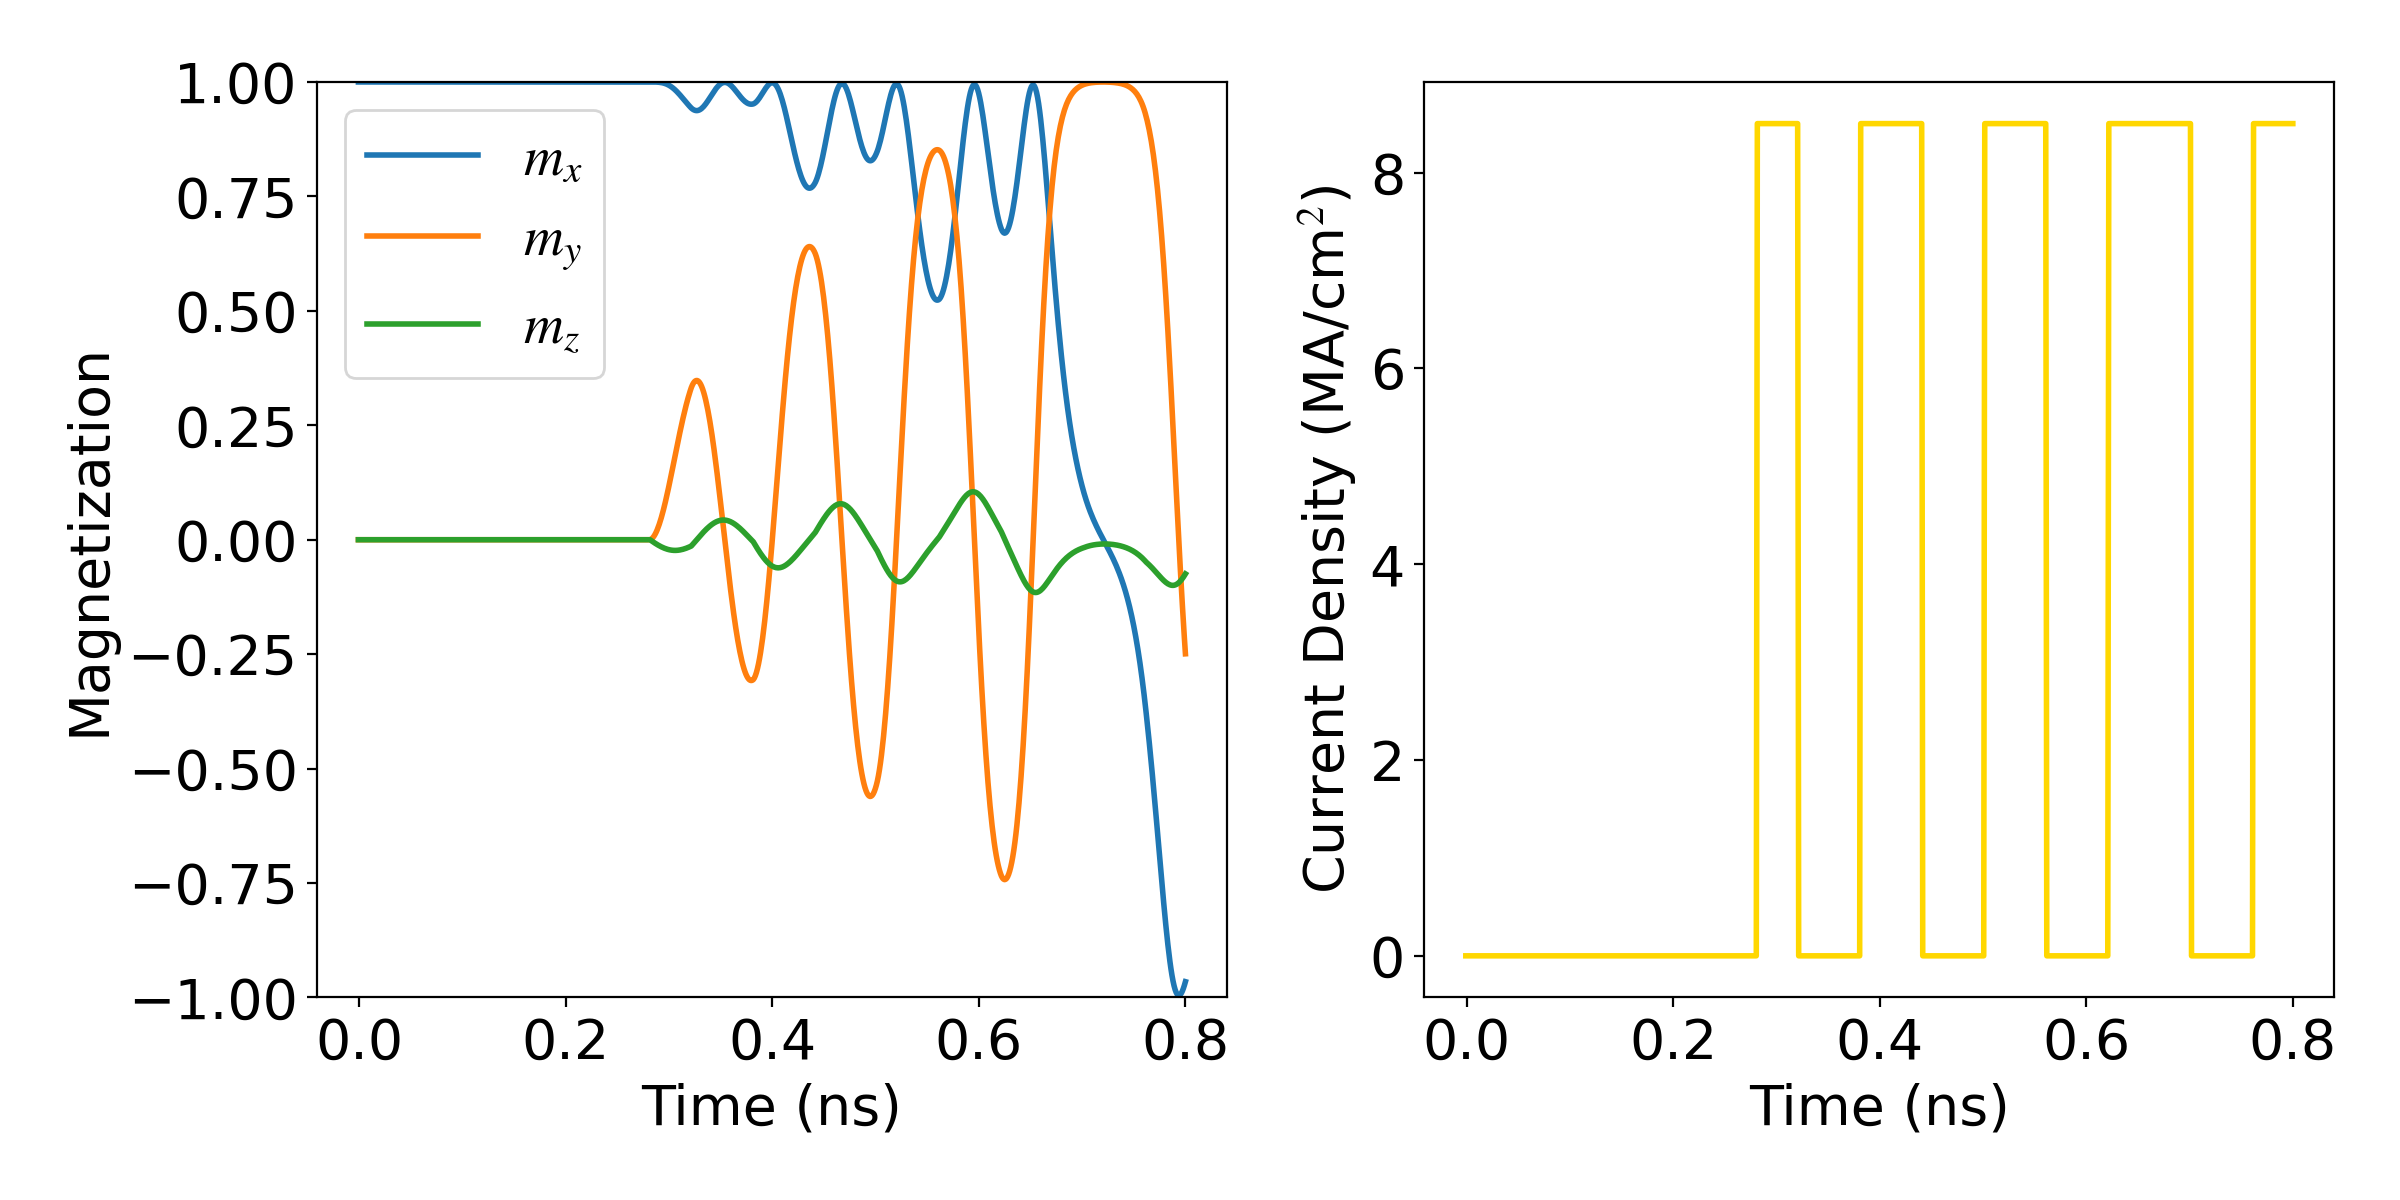 1.00
0.75
0.50
0.25
0.00
−0.25
−0.50
−0.75
−1.00
Magnetization
0.0 0.2 0.4 0.6 0.8
Time (ns)
m_x
m_y
m_z
8
6
4
2
0
Current Density (MA/cm²)
0.0 0.2 0.4 0.6 0.8
Time (ns)